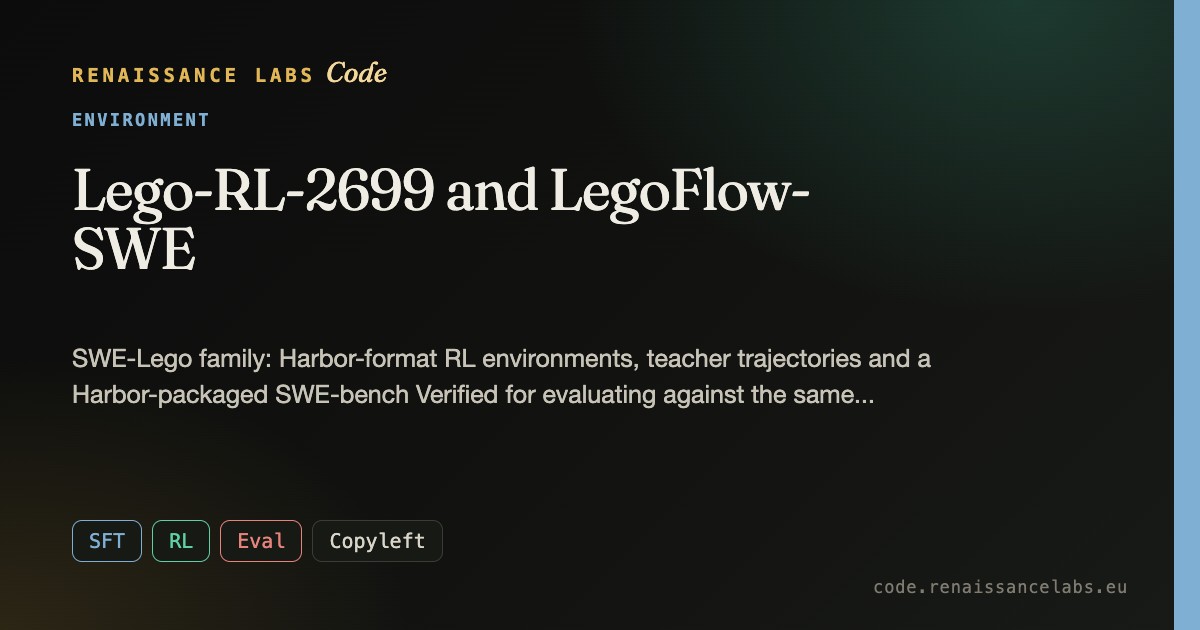 RENAISSANCE LABS Code
ENVIRONMENT
Lego-RL-2699 and LegoFlow-
SWE
SWE-Lego family: Harbor-format RL environments, teacher trajectories and a
Harbor-packaged SWE-bench Verified for evaluating against the same...
SFT RL Eval Copyleft
code.renaissancelabs.eu